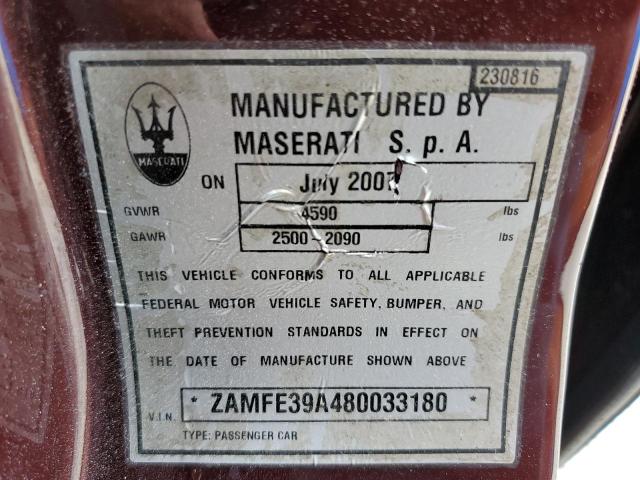 230816
MASERATI
MANUFACTURED BY
MASERATI S. p. A.
ON July 2007
GVWR 4590 lbs
GAWR 2500-2090 lbs
THIS VEHICLE CONFORMS TO ALL APPLICABLE
FEDERAL MOTOR VEHICLE SAFETY, BUMPER, AND
THEFT PREVENTION STANDARDS IN EFFECT ON
THE DATE OF MANUFACTURE SHOWN ABOVE
V.I.N. * ZAMFE39A480033180 *
TYPE: PASSENGER CAR